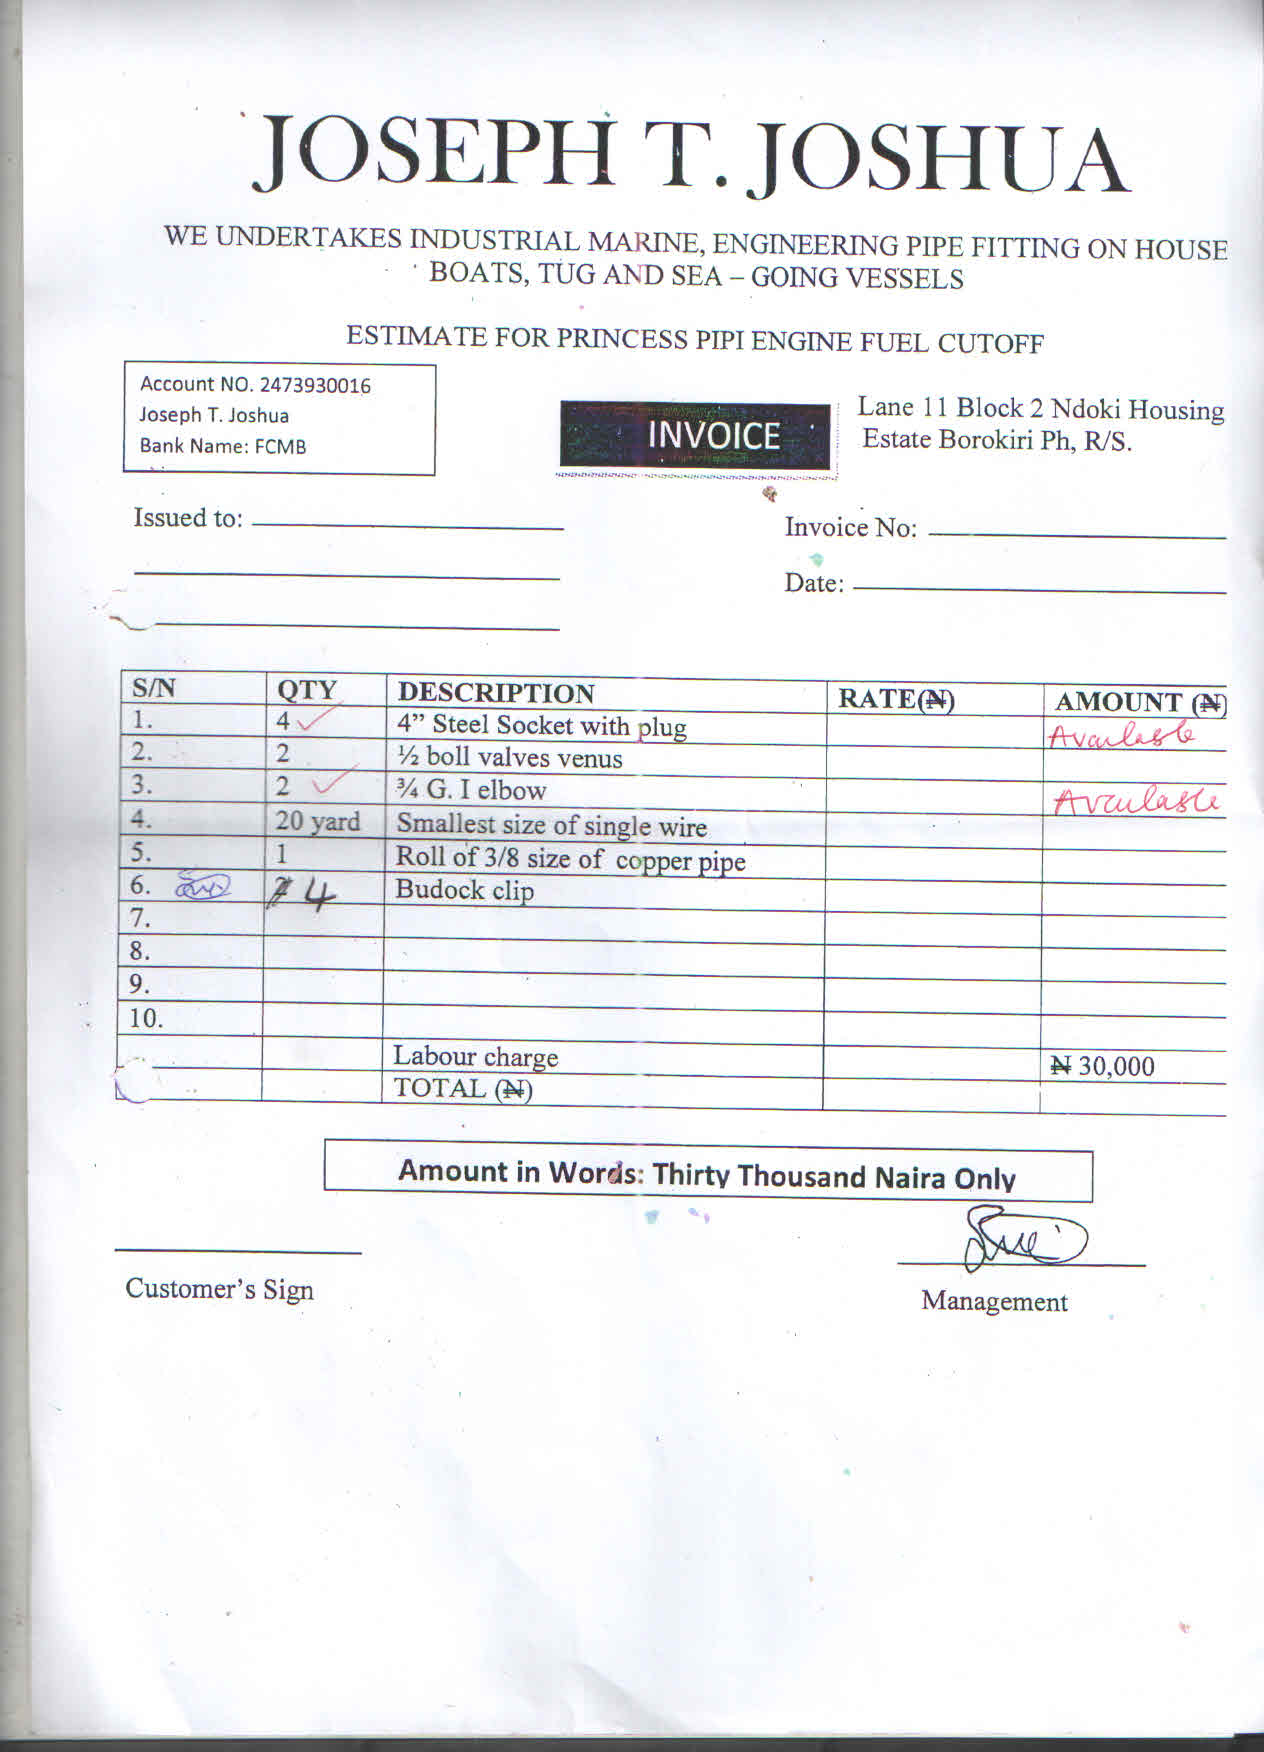 JOSEPH T. JOSHUA
WE UNDERTAKES INDUSTRIAL MARINE, ENGINEERING PIPE FITTING ON HOUSE
BOATS, TUG AND SEA – GOING VESSELS
ESTIMATE FOR PRINCESS PIPI ENGINE FUEL CUTOFF
Account NO. 2473930016
Joseph T. Joshua
Bank Name: FCMB
INVOICE
Lane 11 Block 2 Ndoki Housing
Estate Borokiri Ph, R/S.
Issued to:
Invoice No:
Date:
S/N QTY DESCRIPTION RATE(₦) AMOUNT (₦)
1. 4 4” Steel Socket with plug Available
2. 2 ½ boll valves venus
3. 2 ¾ G. I elbow Available
4. 20 yard Smallest size of single wire
5. 1 Roll of 3/8 size of copper pipe
6. 4 Budock clip
7.
8.
9.
10.
Labour charge ₦ 30,000
TOTAL (₦)
Amount in Words: Thirty Thousand Naira Only
Customer’s Sign
Management